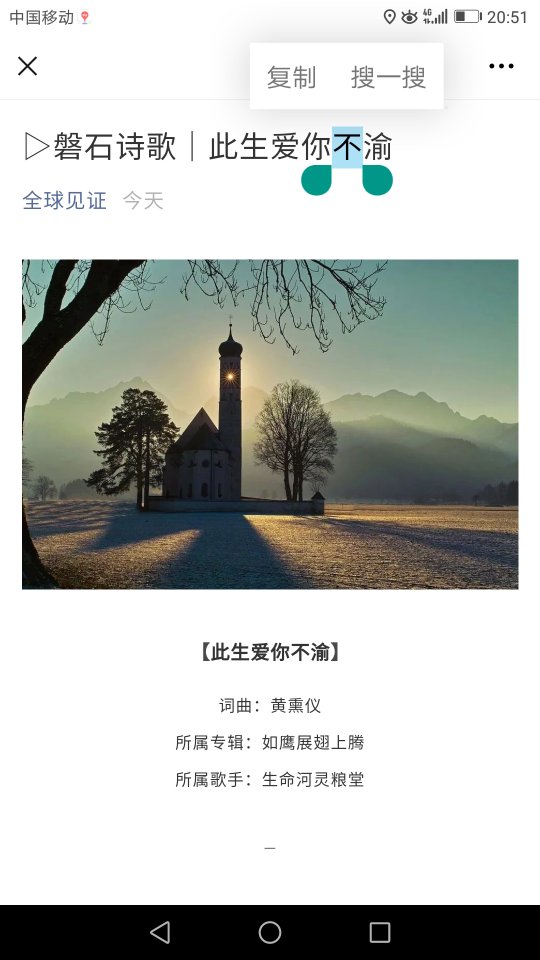 中国移动 4G 20:51
复制 搜一搜
▷磐石诗歌｜此生爱你不渝
全球见证 今天
【此生爱你不渝】
词曲：黄熏仪
所属专辑：如鹰展翅上腾
所属歌手：生命河灵粮堂
_